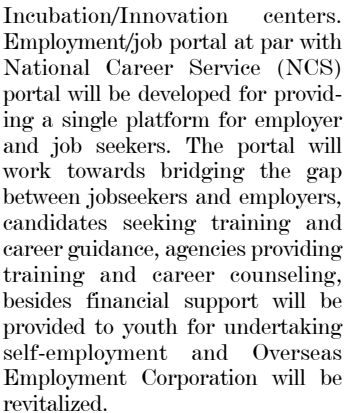 Incubation/Innovation centers.
Employment/job portal at par with
National Career Service (NCS)
portal will be developed for provid-
ing a single platform for employer
and job seekers. The portal will
work towards bridging the gap
between jobseekers and employers,
candidates seeking training and
career guidance, agencies providing
training and career counseling,
besides financial support will be
provided to youth for undertaking
self-employment and Overseas
Employment Corporation will be
revitalized.